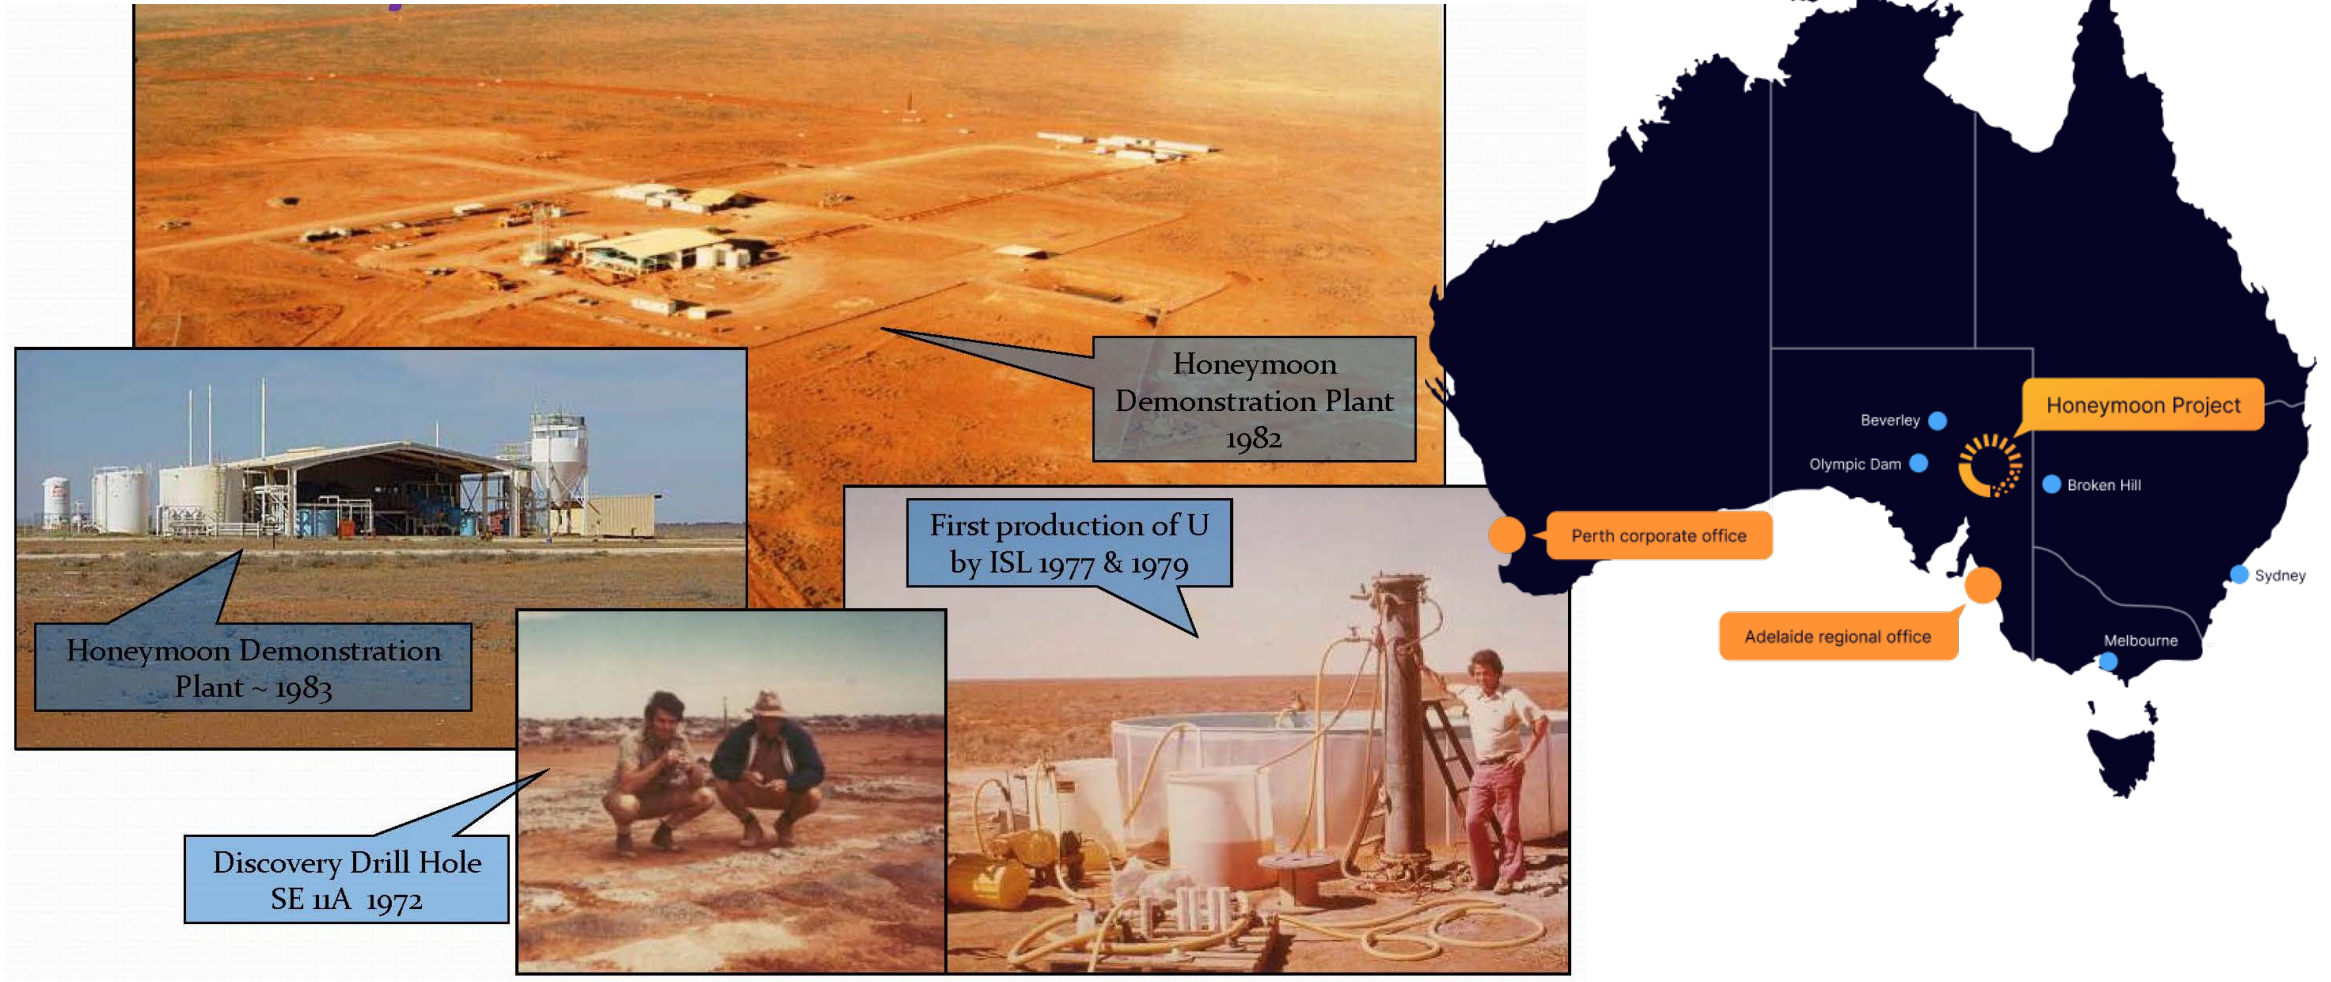 Honeymoon
Demonstration Plant
1982
Honeymoon Demonstration
Plant ~ 1983
First production of U
by ISL 1977 & 1979
Discovery Drill Hole
SE 11A 1972
Honeymoon Project
Beverley
Olympic Dam
Broken Hill
Perth corporate office
Sydney
Adelaide regional office
Melbourne